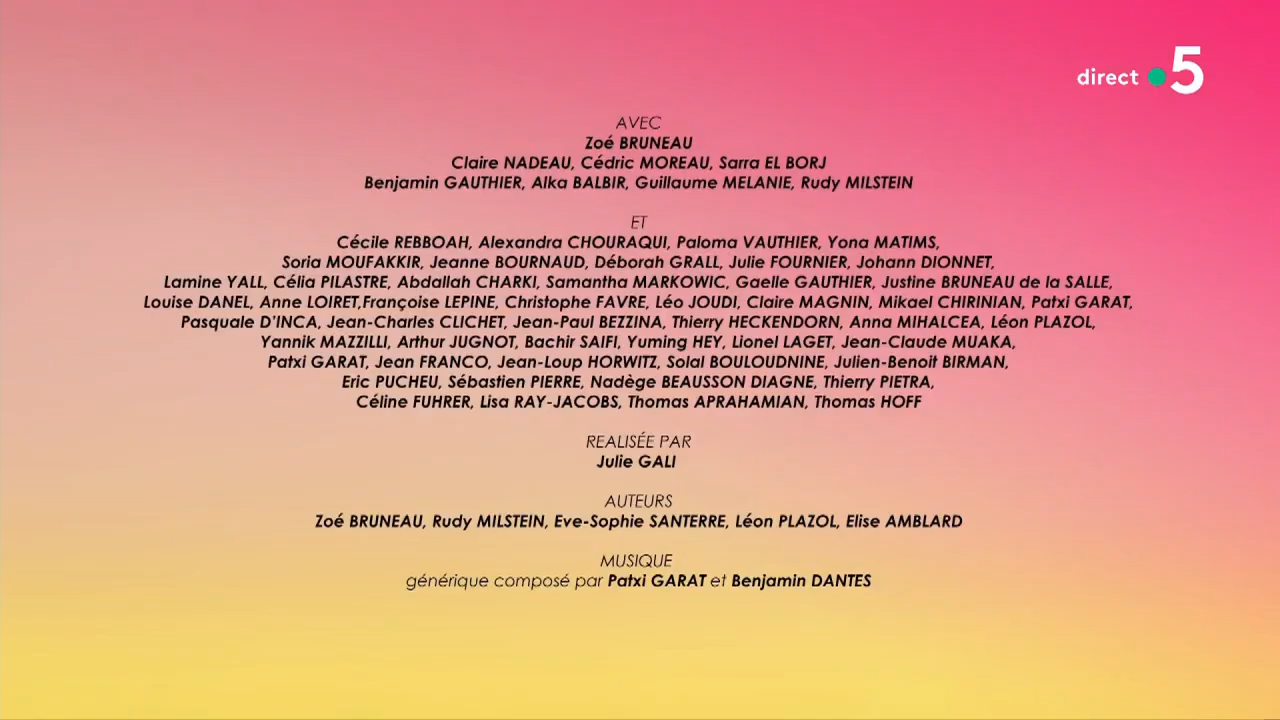 direct 5
AVEC
Zoé BRUNEAU
Claire NADEAU, Cédric MOREAU, Sarra EL BORJ
Benjamin GAUTHIER, Alka BALBIR, Guillaume MELANIE, Rudy MILSTEIN
ET
Cécile REBBOAH, Alexandra CHOURAQUI, Paloma VAUTHIER, Yona MATIMS,
Soria MOUFAKKIR, Jeanne BOURNAUD, Déborah GRALL, Julie FOURNIER, Johann DIONNET,
Lamine YALL, Célia PILASTRE, Abdallah CHARKI, Samantha MARKOWIC, Gaelle GAUTHIER, Justine BRUNEAU de la SALLE,
Louise DANEL, Anne LOIRET,Françoise LEPINE, Christophe FAVRE, Léo JOUDI, Claire MAGNIN, Mikael CHIRINIAN, Patxi GARAT,
Pasquale D'INCA, Jean-Charles CLICHET, Jean-Paul BEZZINA, Thierry HECKENDORN, Anna MIHALCEA, Léon PLAZOL,
Yannik MAZZILLI, Arthur JUGNOT, Bachir SAIFI, Yuming HEY, Lionel LAGET, Jean-Claude MUAKA,
Patxi GARAT, Jean FRANCO, Jean-Loup HORWITZ, Solal BOULOUDNINE, Julien-Benoit BIRMAN,
Eric PUCHEU, Sébastien PIERRE, Nadège BEAUSSON DIAGNE, Thierry PIETRA,
Céline FUHRER, Lisa RAY-JACOBS, Thomas APRAHAMIAN, Thomas HOFF
REALISÉE PAR
Julie GALI
AUTEURS
Zoé BRUNEAU, Rudy MILSTEIN, Eve-Sophie SANTERRE, Léon PLAZOL, Elise AMBLARD
MUSIQUE
générique composé par Patxi GARAT et Benjamin DANTES